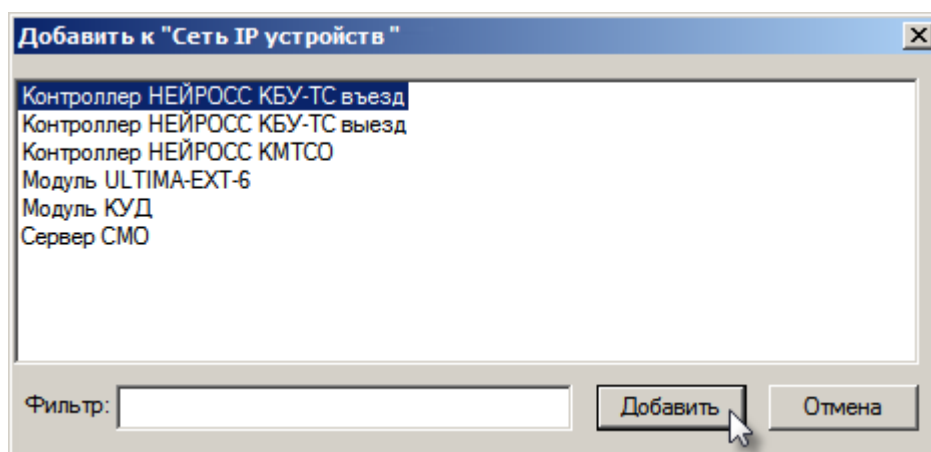 Добавить к "Сеть IP устройств "
Контроллер НЕЙРОСС КБУ-ТС въезд
Контроллер НЕЙРОСС КБУ-ТС выезд
Контроллер НЕЙРОСС КМТСО
Модуль ULTIMA-EXT-6
Модуль КУД
Сервер СМО
Фильтр: Добавить Отмена